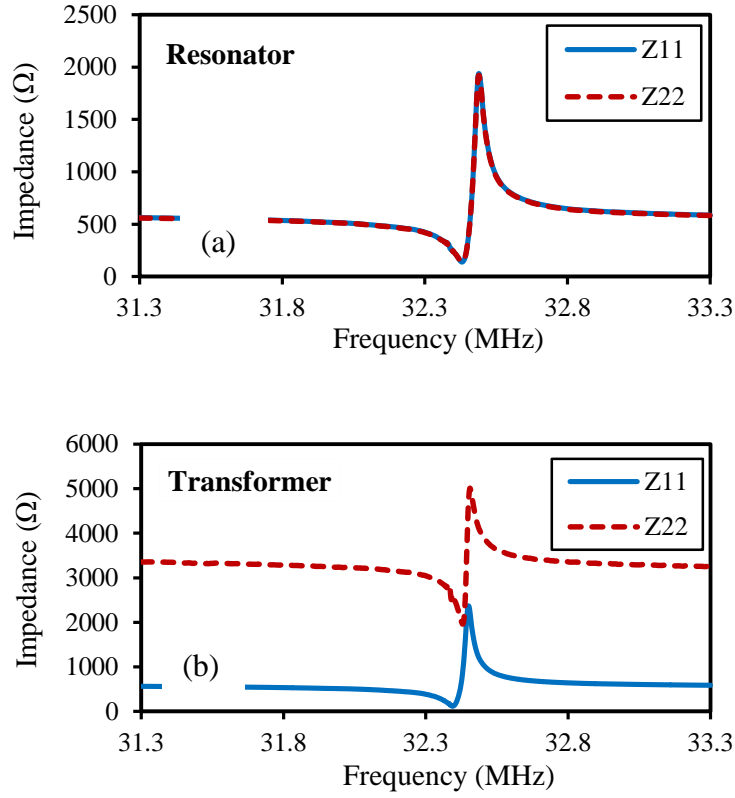 Resonator
Z11
Z22
Impedance (Ω)
2500
2000
1500
1000
500
0
(a)
31.3 31.8 32.3 32.8 33.3
Frequency (MHz)
Transformer
Z11
Z22
Impedance (Ω)
6000
5000
4000
3000
2000
1000
0
(b)
31.3 31.8 32.3 32.8 33.3
Frequency (MHz)